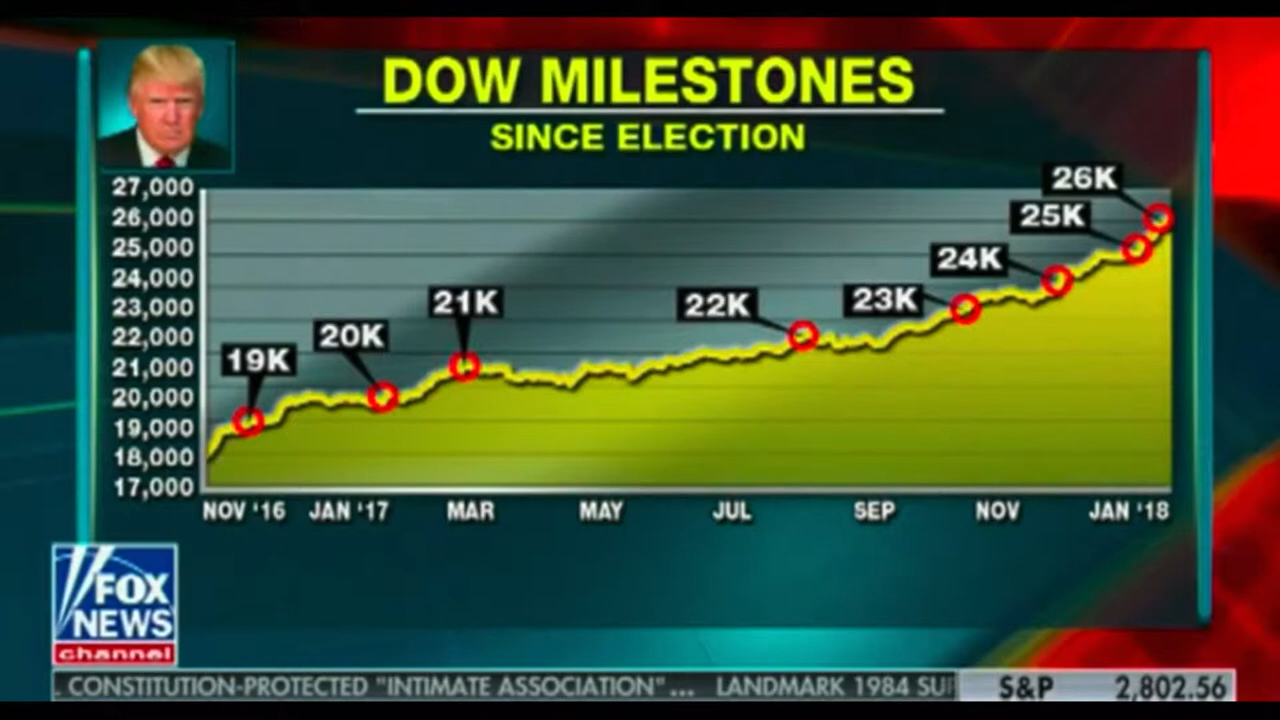 DOW MILESTONES
SINCE ELECTION
27,000
26,000
25,000
24,000
23,000
22,000
21,000
20,000
19,000
18,000
17,000
19K
20K
21K
22K
23K
24K
25K
26K
NOV '16 JAN '17 MAR MAY JUL SEP NOV JAN '18
FOX
NEWS
channel
. CONSTITUTION-PROTECTED "INTIMATE ASSOCIATION"... LANDMARK 1984 S&P 2,802.56